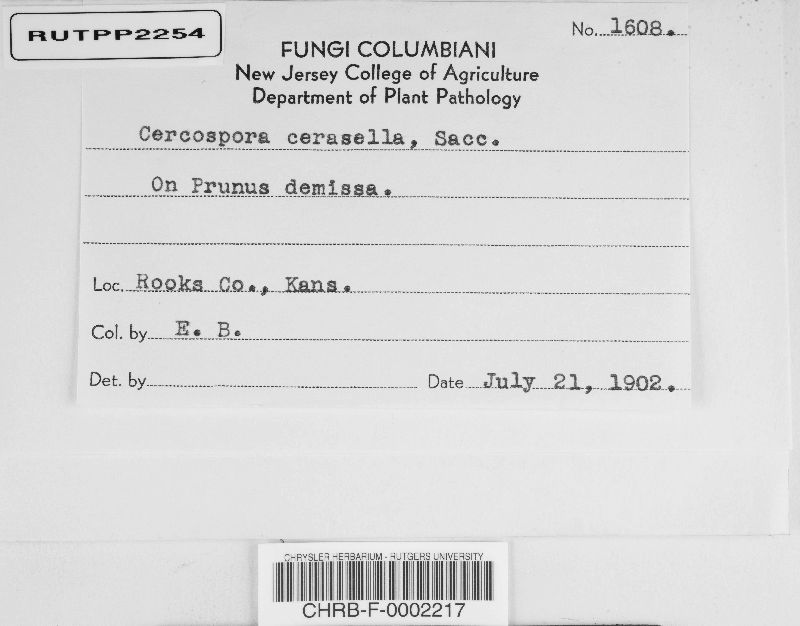 RUTPP2254
No. 1608.
FUNGI COLUMBIANI
New Jersey College of Agriculture
Department of Plant Pathology
Cercospora cerasella, Sacc.
On Prunus demissa.
Loc. Rooks Co., Kans.
Col. by E. B.
Det. by
Date July 21, 1902.
CHRYSLER HERBARIUM - RUTGERS UNIVERSITY
CHRB-F-0002217